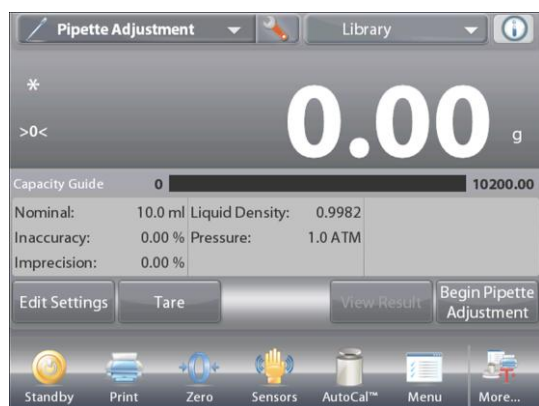 Pipette Adjustment Library
*
>0<
0.00 g
Capacity Guide 0 10200.00
Nominal: 10.0 ml Liquid Density: 0.9982
Inaccuracy: 0.00 % Pressure: 1.0 ATM
Imprecision: 0.00 %
Edit Settings Tare View Result Begin Pipette
Adjustment
Standby Print Zero Sensors AutoCal™ Menu More...